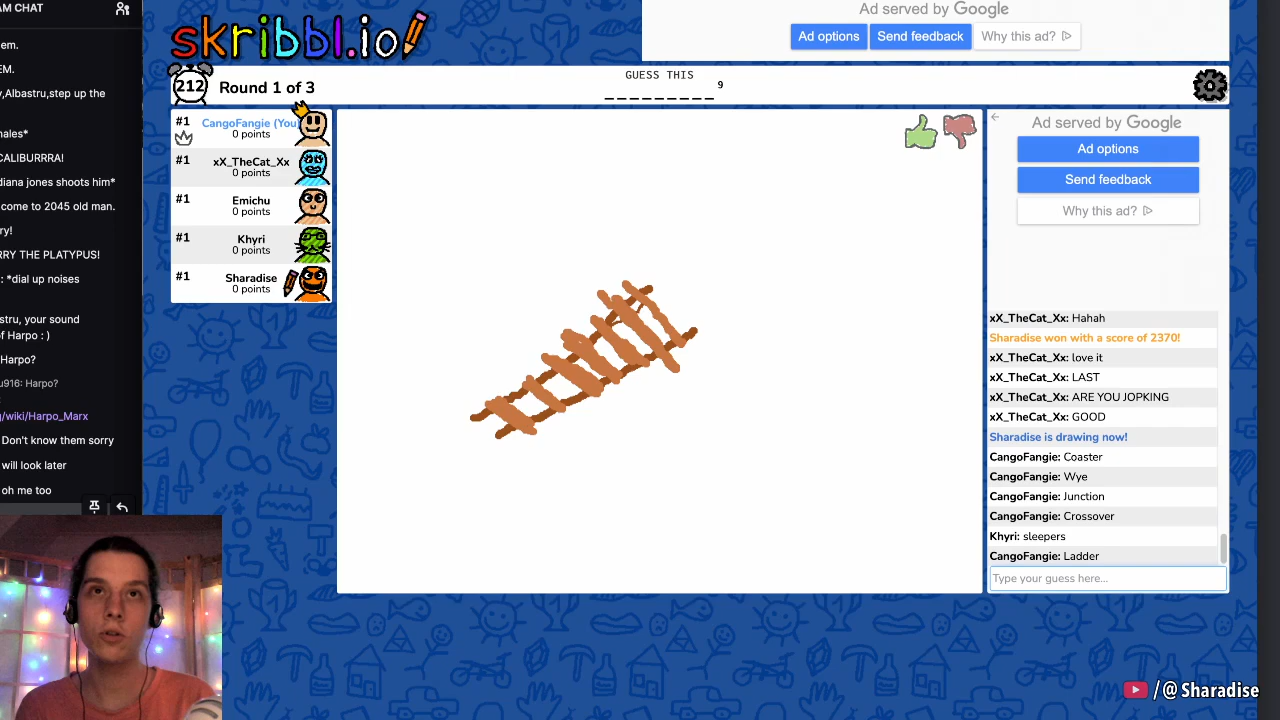 AM CHAT
em.
EM.
,Albastru,step up the
nales*
CALIBURRRA!
diana jones shoots him*
come to 2045 old man.
ry!
RRY THE PLATYPUS!
: *dial up poises
stru, your sound
of Harpo : )
Harpo?
u916: Harpo?
g/wiki/Harpo_Marx
Don't know them sorry
will look later
oh me too
skribbl.io
Ad served by Google
Ad options
Send feedback
Why this ad?
212
Round 1 of 3
GUESS THIS
_________ 9
#1 CangoFangie (You)
0 points
#1 xX_TheCat_Xx
0 points
#1 Emichu
0 points
#1 Khyri
0 points
#1 Sharadise
0 points
Ad served by Google
Ad options
Send feedback
Why this ad?
xX_TheCat_Xx: Hahah
Sharadise won with a score of 2370!
xX_TheCat_Xx: love it
xX_TheCat_Xx: LAST
xX_TheCat_Xx: ARE YOU JOPKING
xX_TheCat_Xx: GOOD
Sharadise is drawing now!
CangoFangie: Coaster
CangoFangie: Wye
CangoFangie: Junction
CangoFangie: Crossover
Khyri: sleepers
CangoFangie: Ladder
Type your guess here...
/@Sharadise